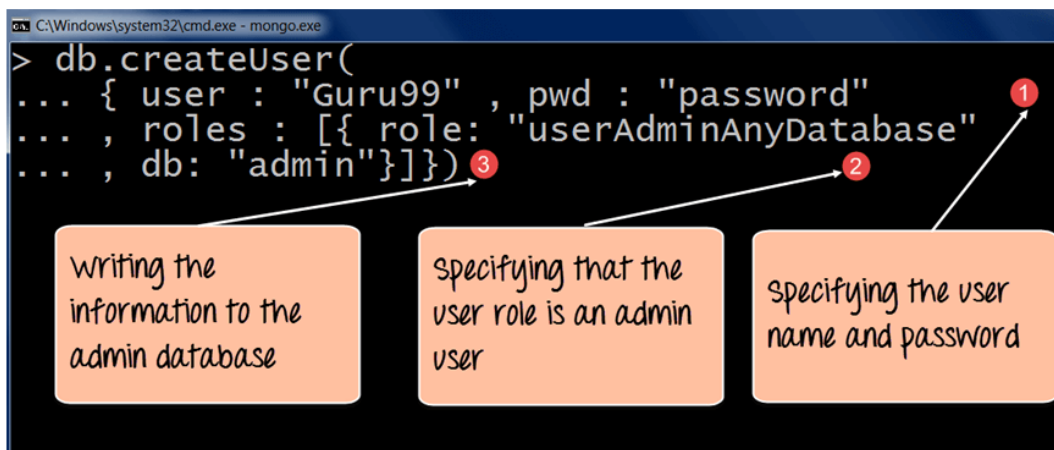 C:\Windows\system32\cmd.exe - mongo.exe
> db.createUser(
... { user : "Guru99" , pwd : "password"
... , roles : [{ role: "userAdminAnyDatabase"
... , db: "admin"}]})
1
2
3
Writing the
information to the
admin database
specifying that the
user role is an admin
user
specifying the user
name and password